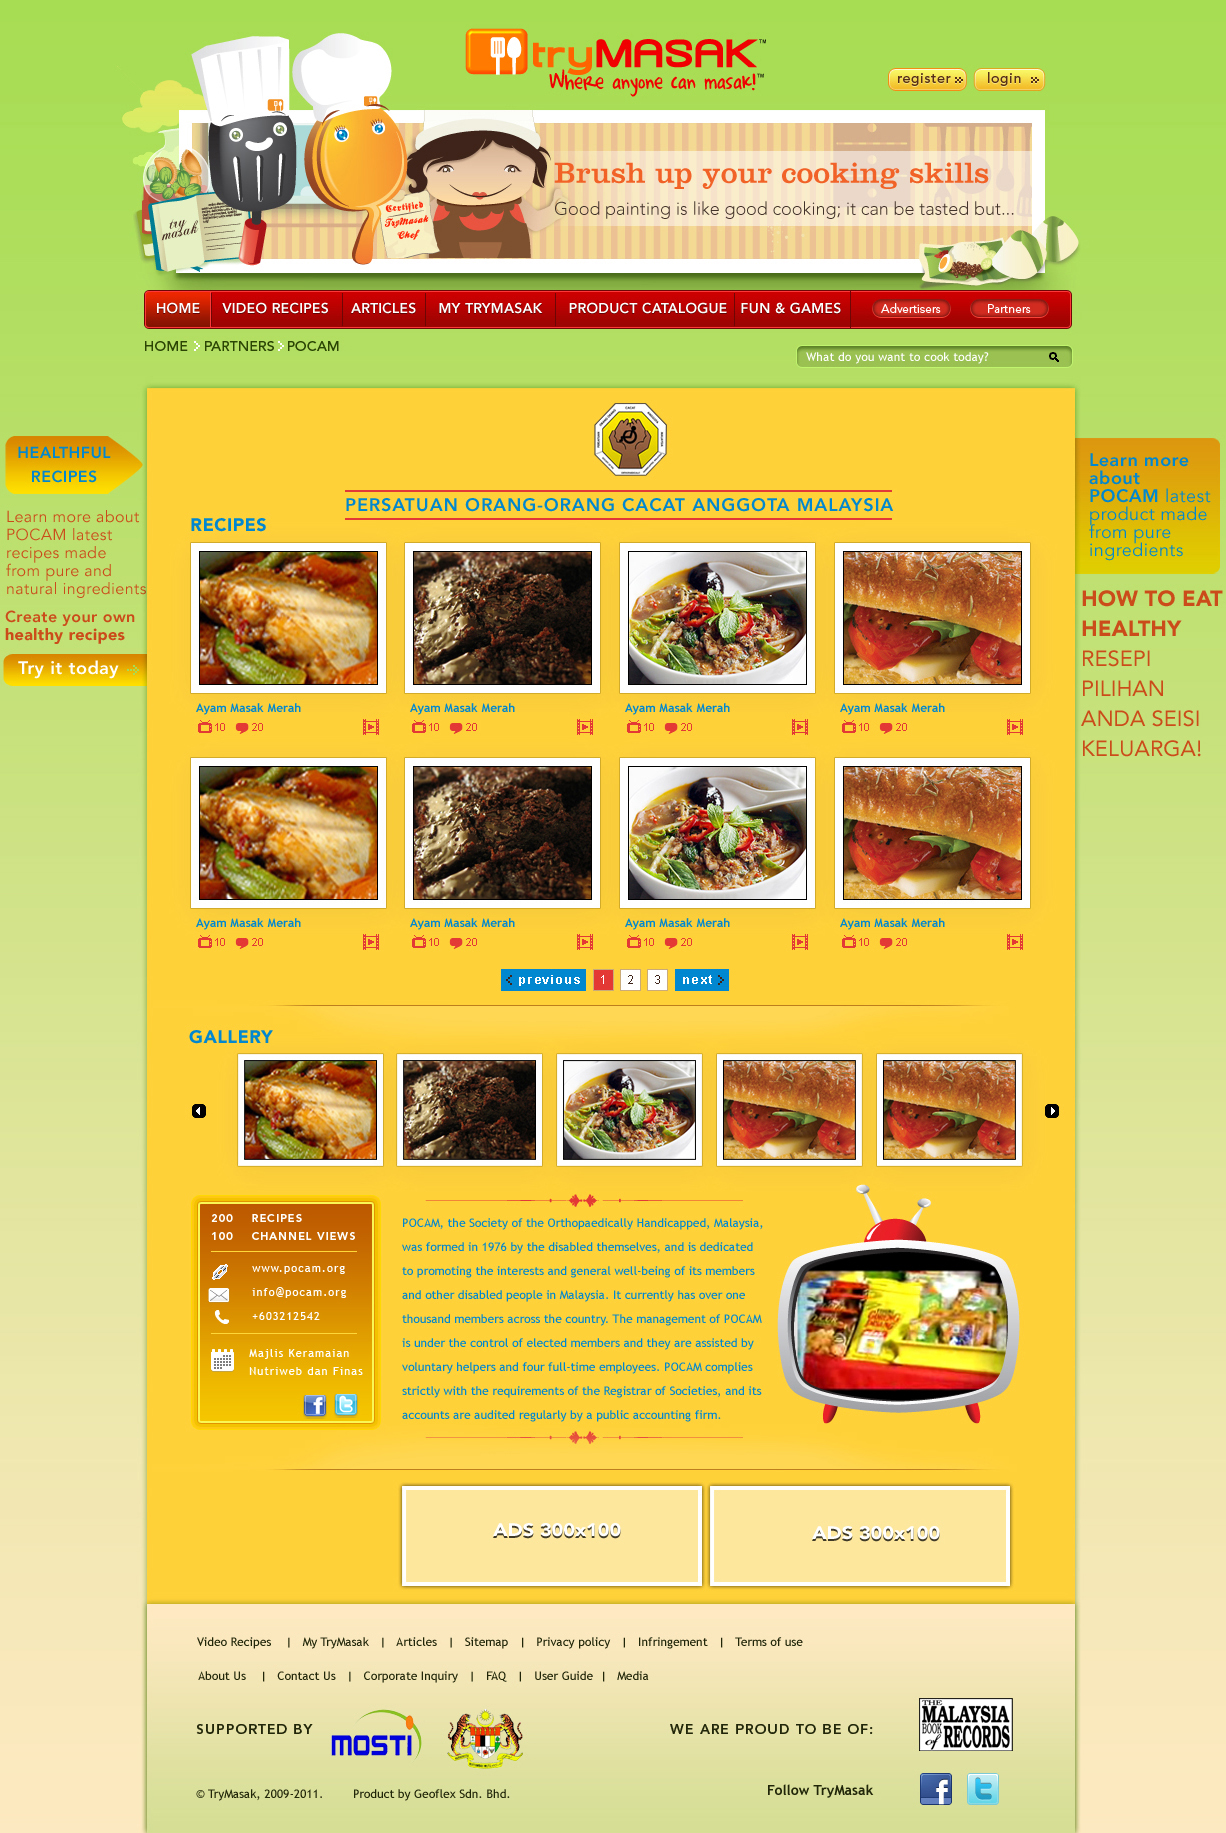 tryMASAK™
Where anyone can masak!™
register
login
try masak
Certified
TryMasak
Chef
Brush up your cooking skills
Good painting is like good cooking; it can be tasted but...
HOME
VIDEO RECIPES
ARTICLES
MY TRYMASAK
PRODUCT CATALOGUE
FUN & GAMES
Advertisers
Partners
HOME PARTNERS POCAM
What do you want to cook today?
HEALTHFUL
RECIPES
Learn more about
POCAM latest
recipes made
from pure and
natural ingredients
Create your own
healthy recipes
Try it today
Learn more
about
POCAM latest
product made
from pure
ingredients
HOW TO EAT
HEALTHY
RESEPI
PILIHAN
ANDA SEISI
KELUARGA!
PERSATUAN ORANG-ORANG CACAT ANGGOTA MALAYSIA
RECIPES
Ayam Masak Merah
10 20
Ayam Masak Merah
10 20
Ayam Masak Merah
10 20
Ayam Masak Merah
10 20
Ayam Masak Merah
10 20
Ayam Masak Merah
10 20
Ayam Masak Merah
10 20
Ayam Masak Merah
10 20
previous 1 2 3 next
GALLERY
200 RECIPES
100 CHANNEL VIEWS
www.pocam.org
info@pocam.org
+603212542
Majlis Keramaian
Nutriweb dan Finas
POCAM, the Society of the Orthopaedically Handicapped, Malaysia,
was formed in 1976 by the disabled themselves, and is dedicated
to promoting the interests and general well-being of its members
and other disabled people in Malaysia. It currently has over one
thousand members across the country. The management of POCAM
is under the control of elected members and they are assisted by
voluntary helpers and four full-time employees. POCAM complies
strictly with the requirements of the Registrar of Societies, and its
accounts are audited regularly by a public accounting firm.
ADS 300x100
ADS 300x100
Video Recipes | My TryMasak | Articles | Sitemap | Privacy policy | Infringement | Terms of use
About Us | Contact Us | Corporate Inquiry | FAQ | User Guide | Media
SUPPORTED BY
MOSTI
WE ARE PROUD TO BE OF:
THE
MALAYSIA
BOOK of RECORDS
© TryMasak, 2009-2011.
Product by Geoflex Sdn. Bhd.
Follow TryMasak